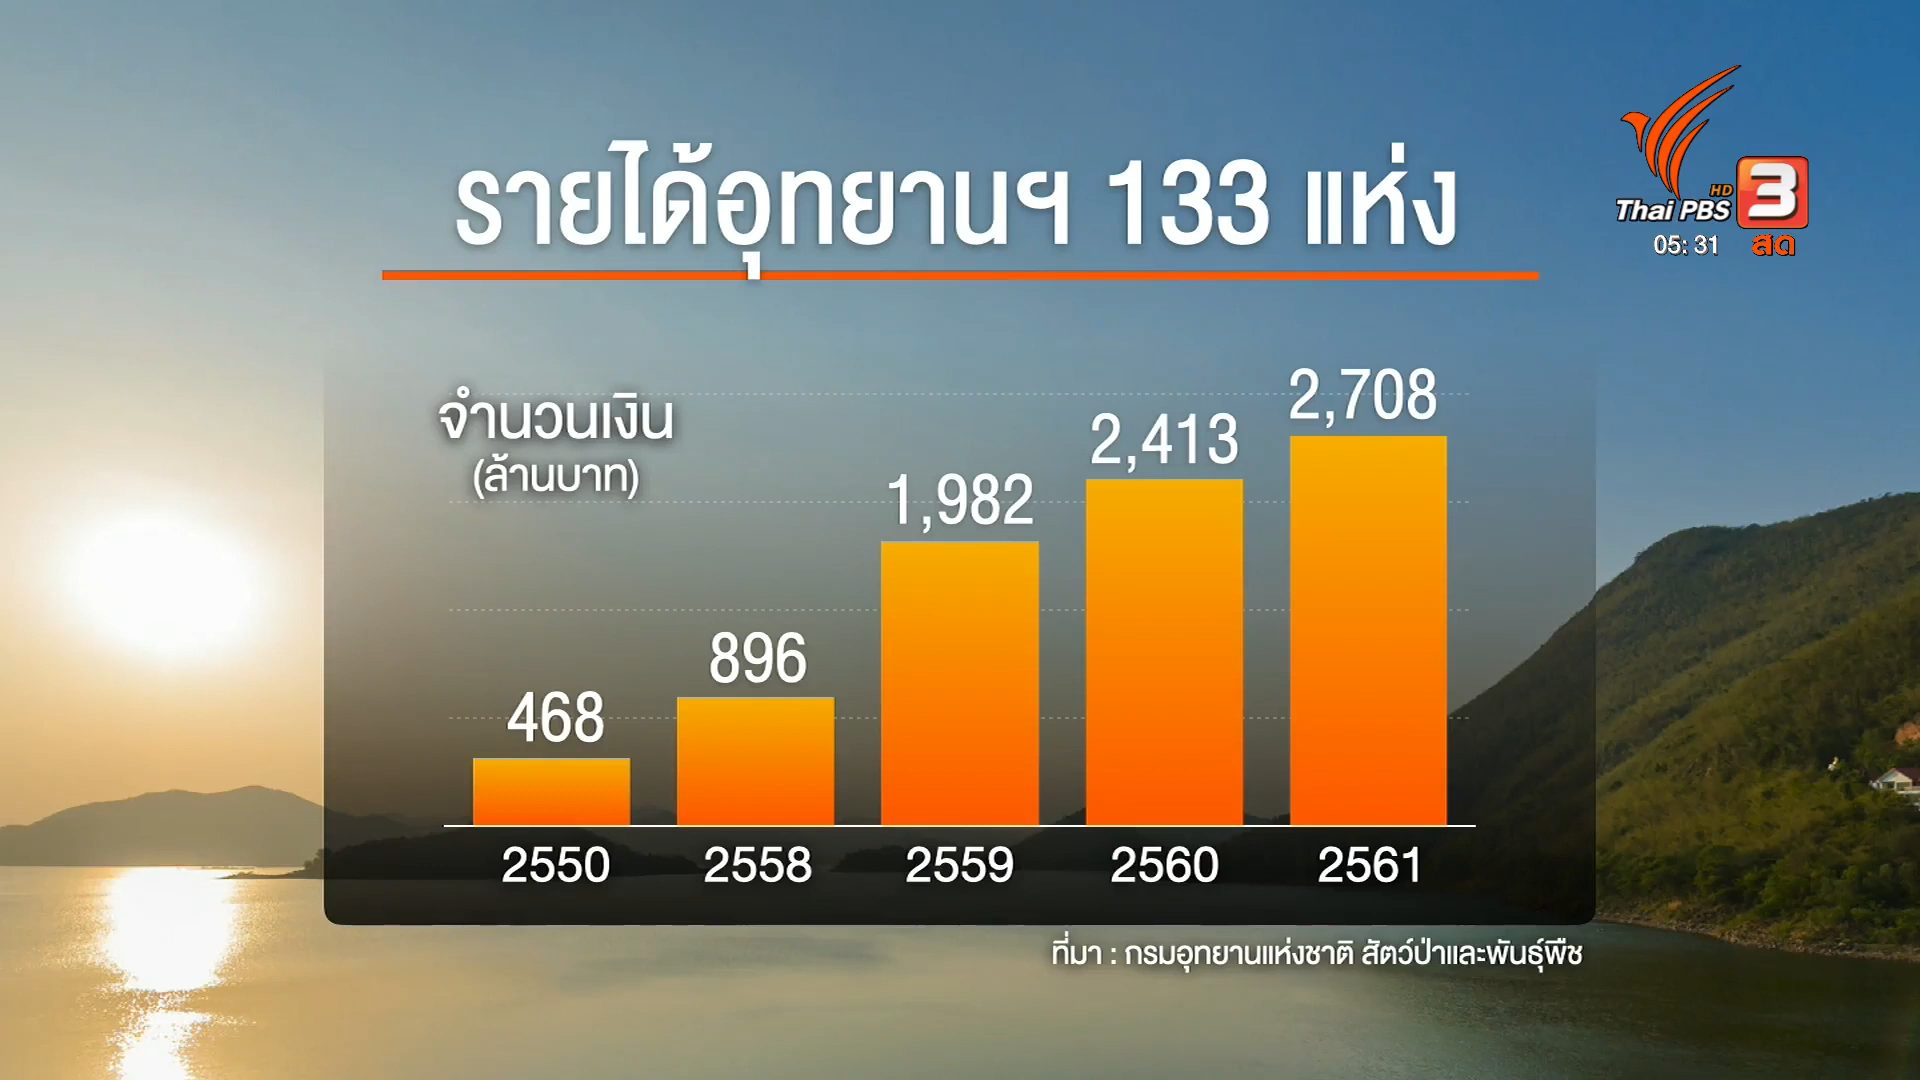 รายได้อุทยานฯ 133 แห่ง
HD
Thai PBS 3
05: 31 สด
จำนวนเงิน
(ล้านบาท)
468
896
1,982
2,413
2,708
2550 2558 2559 2560 2561
ที่มา : กรมอุทยานแห่งชาติ สัตว์ป่าและพันธุ์พืช